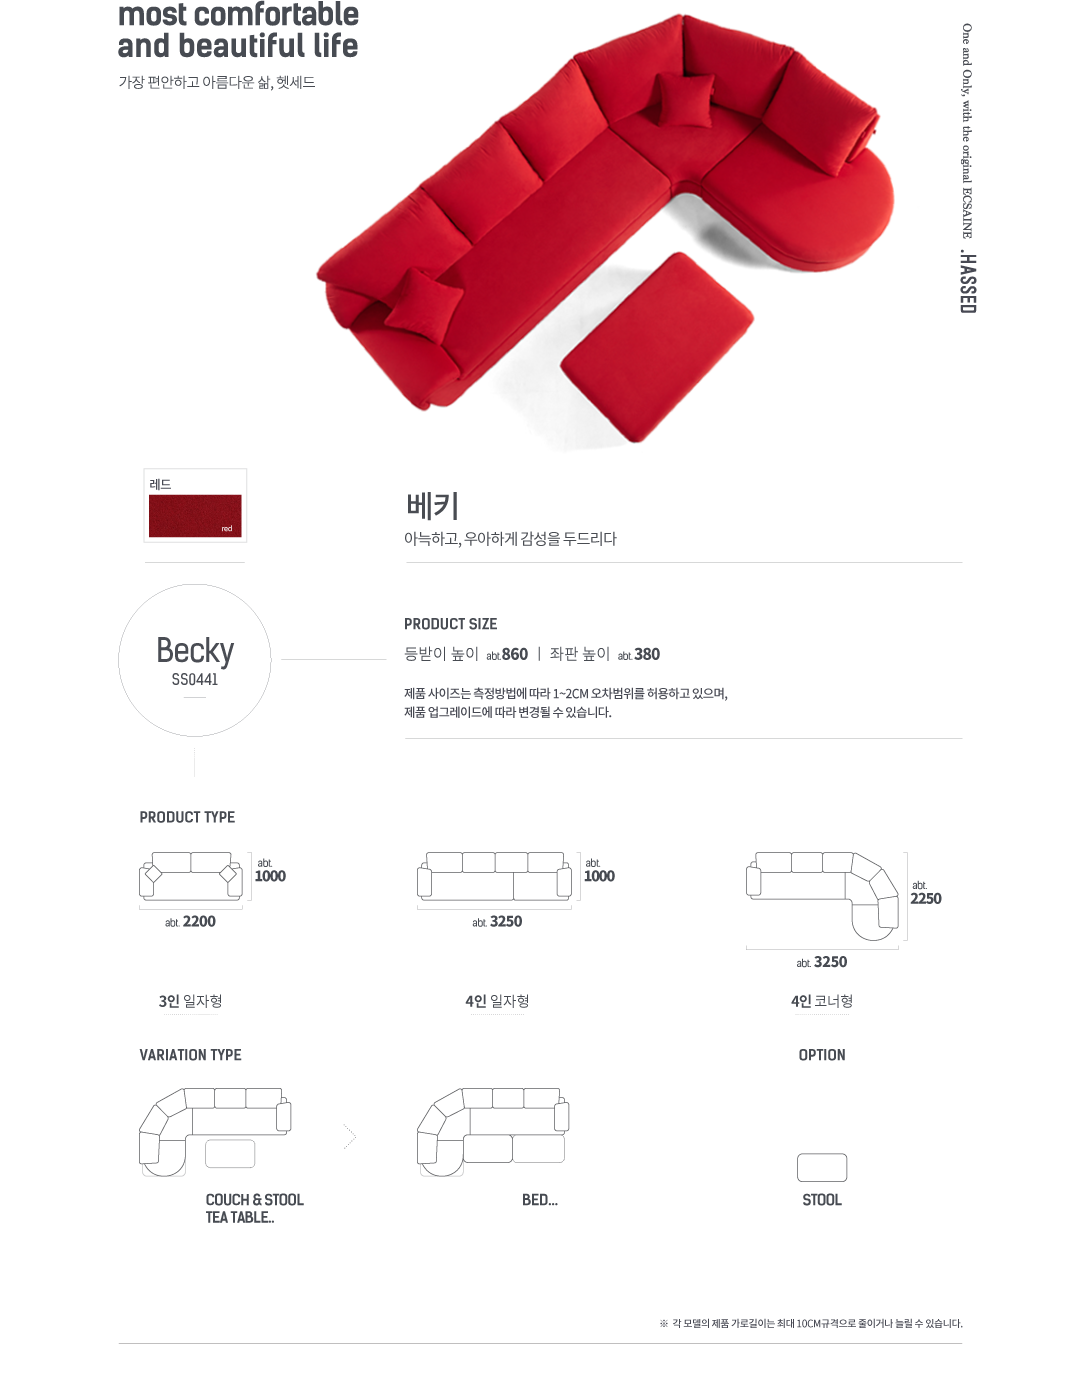 most comfortable
and beautiful life
가장 편안하고 아름다운 삶, 헷세드
One and Only, with the original ECSAINE .HASSED
레드
red
베키
아늑하고, 우아하게 감성을 두드리다
Becky
SS0441
PRODUCT SIZE
등받이 높이 abt.860 | 좌판 높이 abt.380
제품 사이즈는 측정방법에 따라 1~2CM 오차범위를 허용하고 있으며,
제품 업그레이드에 따라 변경될 수 있습니다.
PRODUCT TYPE
abt.
1000
abt. 2200
3인 일자형
abt.
1000
abt. 3250
4인 일자형
abt.
2250
abt. 3250
4인 코너형
VARIATION TYPE
OPTION
COUCH & STOOL
TEA TABLE..
BED...
STOOL
※ 각 모델의 제품 가로길이는 최대 10CM규격으로 줄이거나 늘릴 수 있습니다.